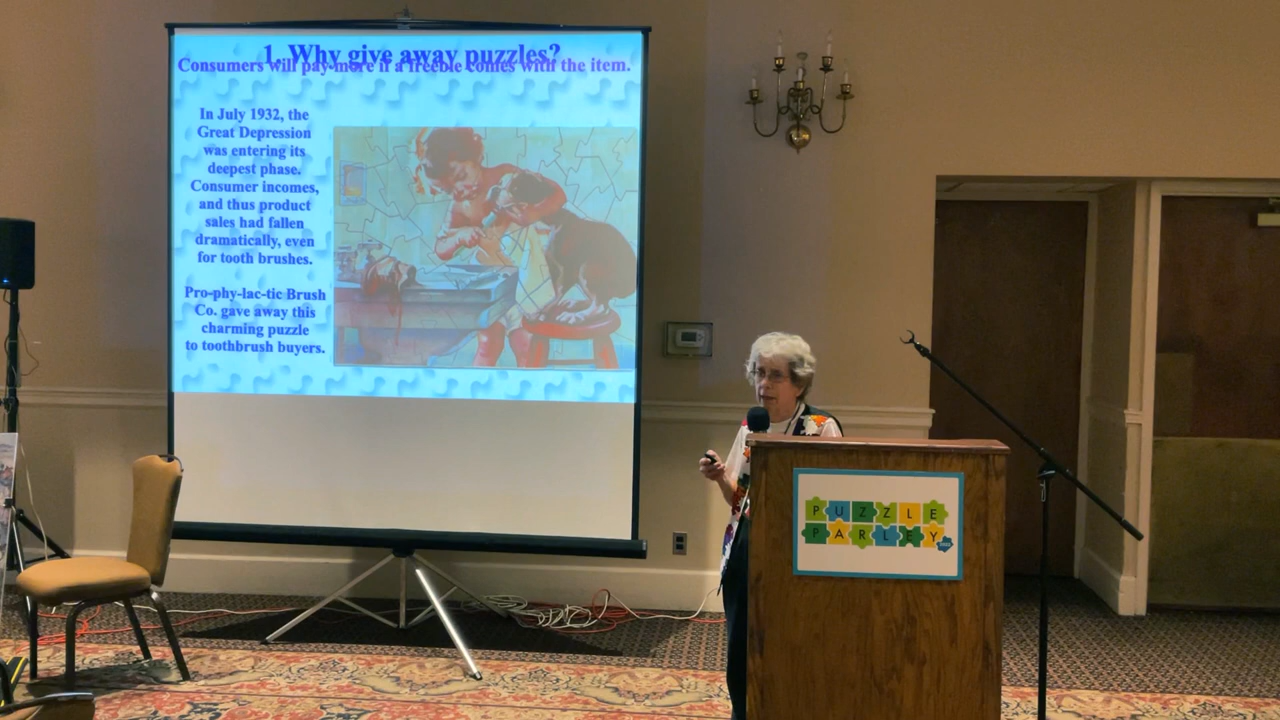 1. Why give away puzzles?
Consumers will pay more if a freebie comes with the item.
In July 1932, the
Great Depression
was entering its
deepest phase.
Consumer incomes,
and thus product
sales had fallen
dramatically, even
for tooth brushes.
Pro-phy-lac-tic Brush
Co. gave away this
charming puzzle
to toothbrush buyers.
PUZZLE
PARLEY